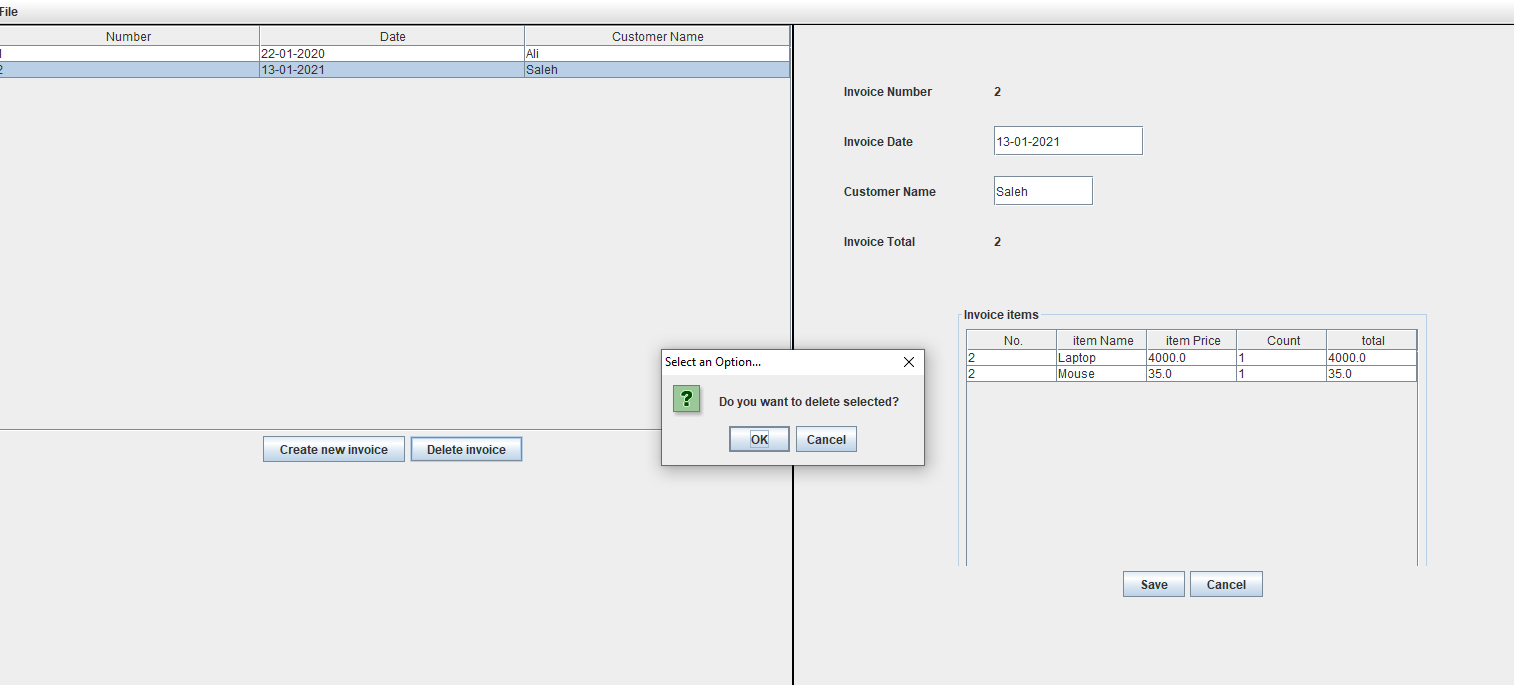 File
Number Date Customer Name
1 22-01-2020 Ali
2 13-01-2021 Saleh
Create new invoice Delete invoice
Invoice Number 2
Invoice Date 13-01-2021
Customer Name Saleh
Invoice Total 2
Invoice items
No. item Name item Price Count total
2 Laptop 4000.0 1 4000.0
2 Mouse 35.0 1 35.0
Save Cancel
Select an Option...
? Do you want to delete selected?
OK Cancel